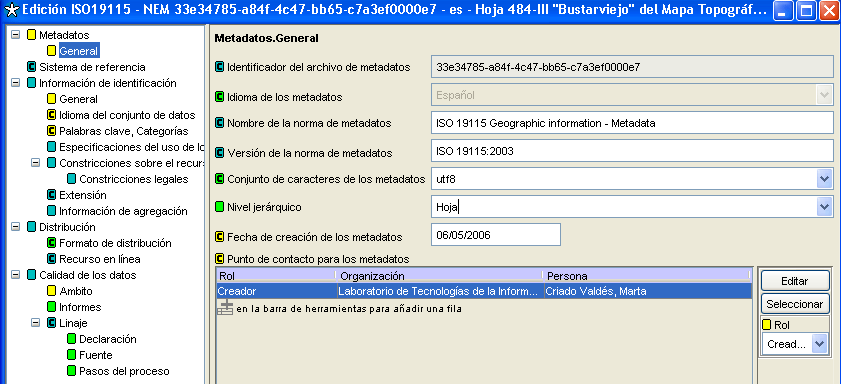 Edición ISO19115 - NEM 33e34785-a84f-4c47-bb65-c7a3ef0000e7 - es - Hoja 484-III "Bustarviejo" del Mapa Topográf...
Metadatos
General
Sistema de referencia
Información de identificación
General
Idioma del conjunto de datos
Palabras clave, Categorías
Especificaciones del uso de lo
Constricciones sobre el recurs
Constricciones legales
Extensión
Información de agregación
Distribución
Formato de distribución
Recurso en línea
Calidad de los datos
Ambito
Informes
Linaje
Declaración
Fuente
Pasos del proceso
Metadatos.General
Identificador del archivo de metadatos 33e34785-a84f-4c47-bb65-c7a3ef0000e7
Idioma de los metadatos Español
Nombre de la norma de metadatos ISO 19115 Geographic information - Metadata
Versión de la norma de metadatos ISO 19115:2003
Conjunto de caracteres de los metadatos utf8
Nivel jerárquico Hoja
Fecha de creación de los metadatos 06/05/2006
Punto de contacto para los metadatos
Rol Organización Persona
Creador Laboratorio de Tecnologías de la Inform... Criado Valdés, Marta
en la barra de herramientas para añadir una fila
Editar
Seleccionar
Rol
Cread...